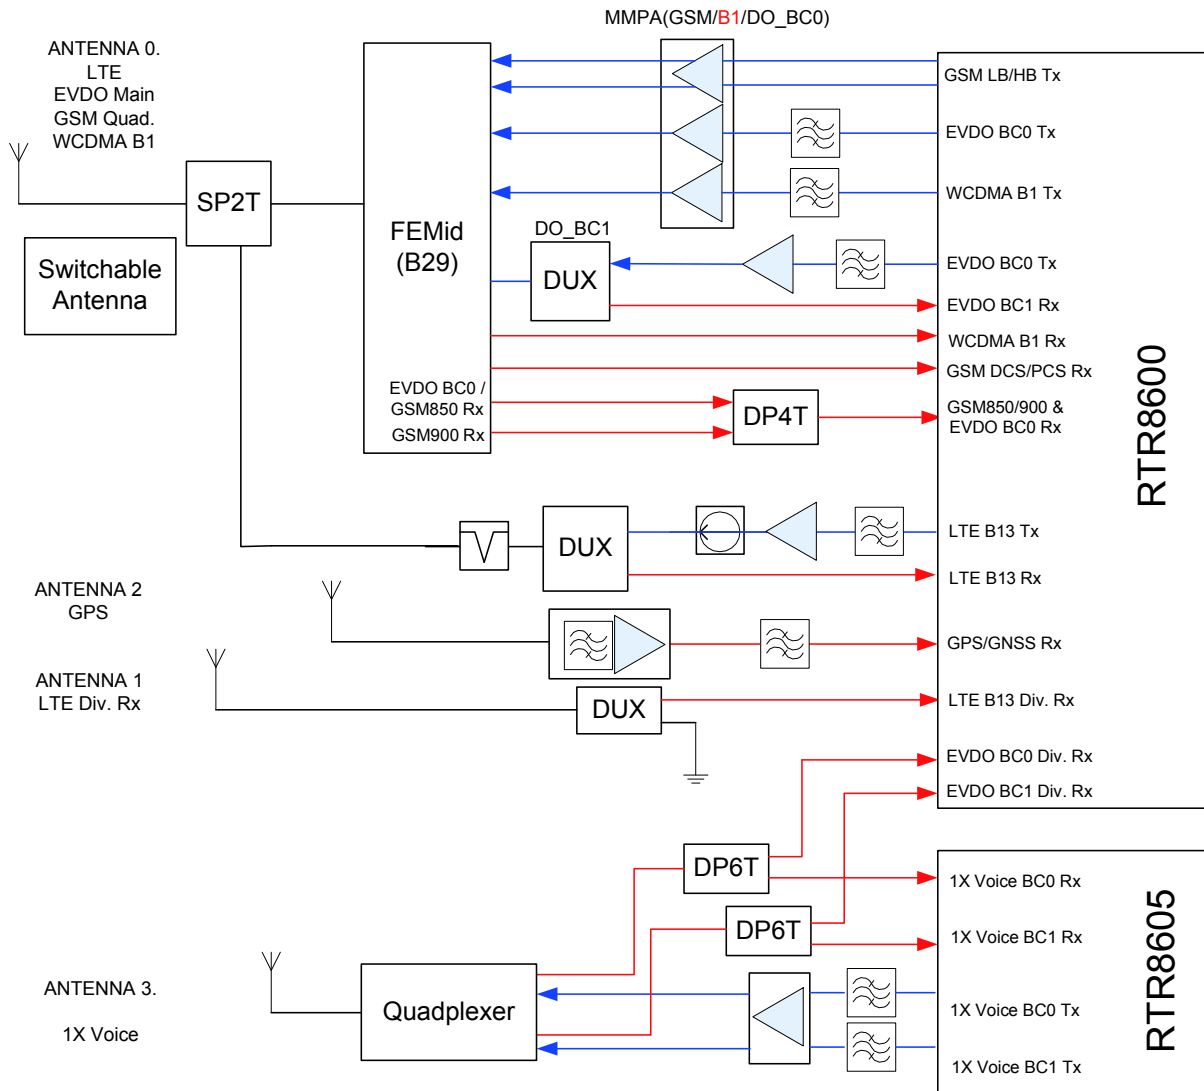 MMPA(GSM/B1/DO_BC0)
ANTENNA 0.
LTE
EVDO Main
GSM Quad.
WCDMA B1
SP2T
Switchable
Antenna
FEMid
(B29)
DO_BC1
DUX
EVDO BC0 /
GSM850 Rx
GSM900 Rx
DP4T
GSM LB/HB Tx
EVDO BC0 Tx
WCDMA B1 Tx
EVDO BC0 Tx
EVDO BC1 Rx
WCDMA B1 Rx
GSM DCS/PCS Rx
GSM850/900 &
EVDO BC0 Rx
RTR8600
DUX
LTE B13 Tx
LTE B13 Rx
ANTENNA 2
GPS
GPS/GNSS Rx
ANTENNA 1
LTE Div. Rx
DUX
LTE B13 Div. Rx
EVDO BC0 Div. Rx
EVDO BC1 Div. Rx
DP6T
DP6T
1X Voice BC0 Rx
1X Voice BC1 Rx
RTR8605
ANTENNA 3.
1X Voice
Quadplexer
1X Voice BC0 Tx
1X Voice BC1 Tx